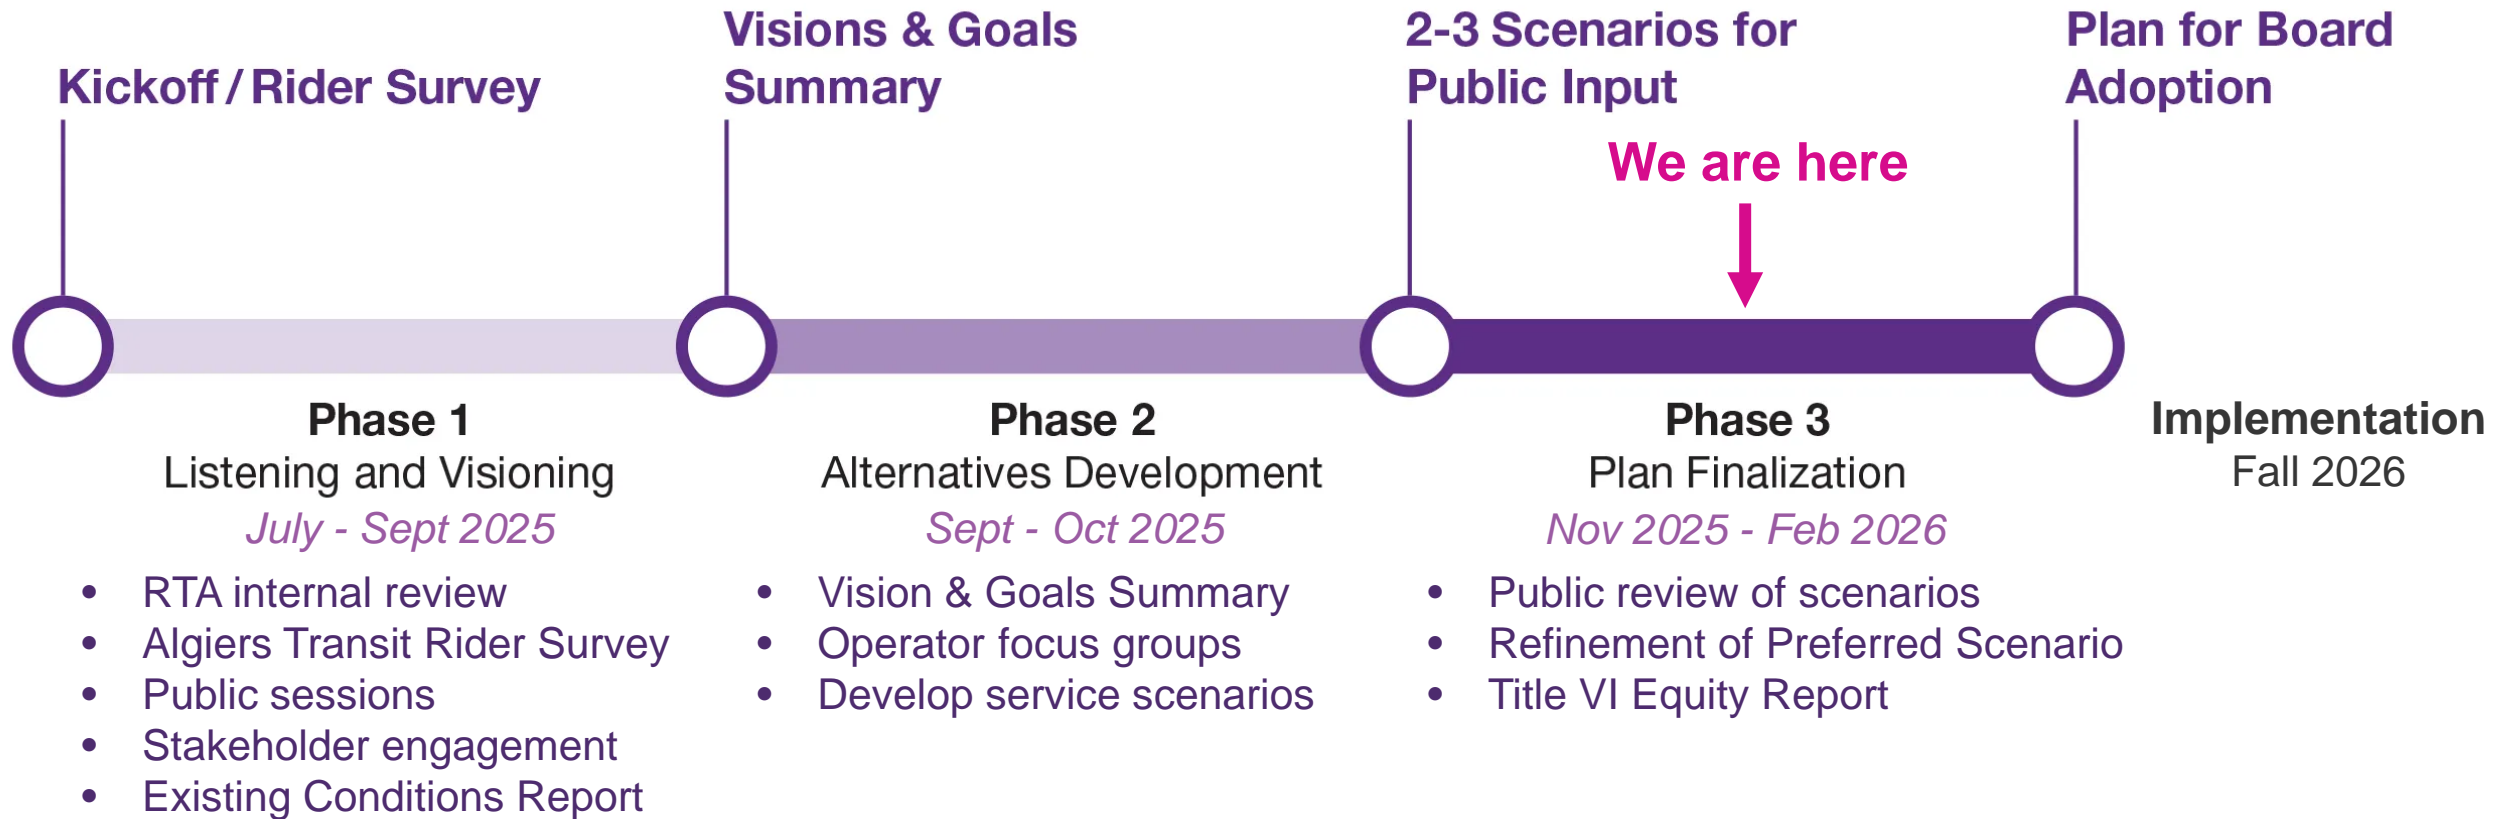 Kickoff / Rider Survey
Visions & Goals
Summary
2-3 Scenarios for
Public Input
Plan for Board
Adoption
We are here
Phase 1
Listening and Visioning
July - Sept 2025
• RTA internal review
• Algiers Transit Rider Survey
• Public sessions
• Stakeholder engagement
• Existing Conditions Report
Phase 2
Alternatives Development
Sept - Oct 2025
• Vision & Goals Summary
• Operator focus groups
• Develop service scenarios
Phase 3
Plan Finalization
Nov 2025 - Feb 2026
• Public review of scenarios
• Refinement of Preferred Scenario
• Title VI Equity Report
Implementation
Fall 2026